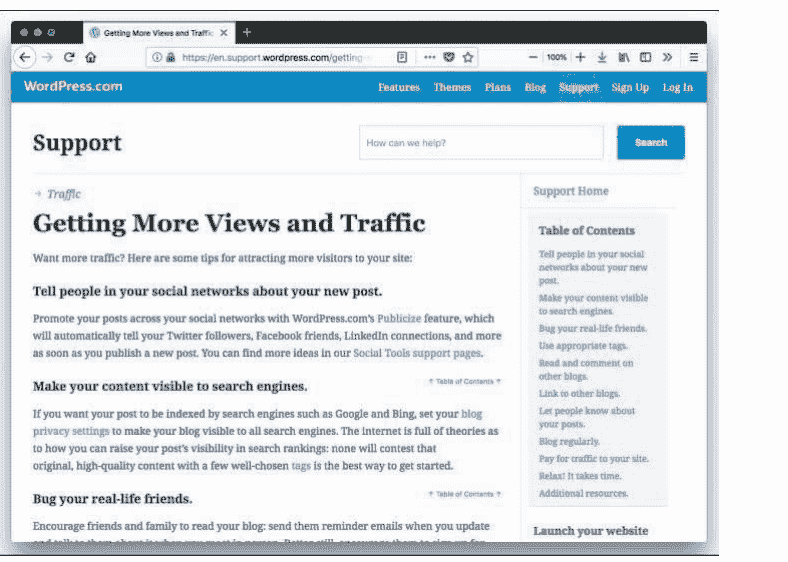 Getting More Views and Traffic
https://en.support.wordpress.com/getting-
100%
WordPress.com
Features Themes Plans Blog Support Sign Up Log In
Support
How can we help?
Search
→ Traffic
Getting More Views and Traffic
Want more traffic? Here are some tips for attracting more visitors to your site:
Tell people in your social networks about your new post.
Promote your posts across your social networks with WordPress.com's Publicize feature, which
will automatically tell your Twitter followers, Facebook friends, LinkedIn connections, and more
as soon as you publish a new post. You can find more ideas in our Social Tools support pages.
↑ Table of Contents ↑
Make your content visible to search engines.
If you want your post to be indexed by search engines such as Google and Bing, set your blog
privacy settings to make your blog visible to all search engines. The Internet is full of theories as
to how you can raise your post's visibility in search rankings: none will contest that
original, high-quality content with a few well-chosen tags is the best way to get started.
↑ Table of Contents ↑
Bug your real-life friends.
Encourage friends and family to read your blog: send them reminder emails when you update
Support Home
Table of Contents
Tell people in your social
networks about your new
post.
Make your content visible
to search engines.
Bug your real-life friends.
Use appropriate tags.
Read and comment on
other blogs.
Link to other blogs.
Let people know about
your posts.
Blog regularly.
Pay for traffic to your site.
Relax! It takes time.
Additional resources.
Launch your website